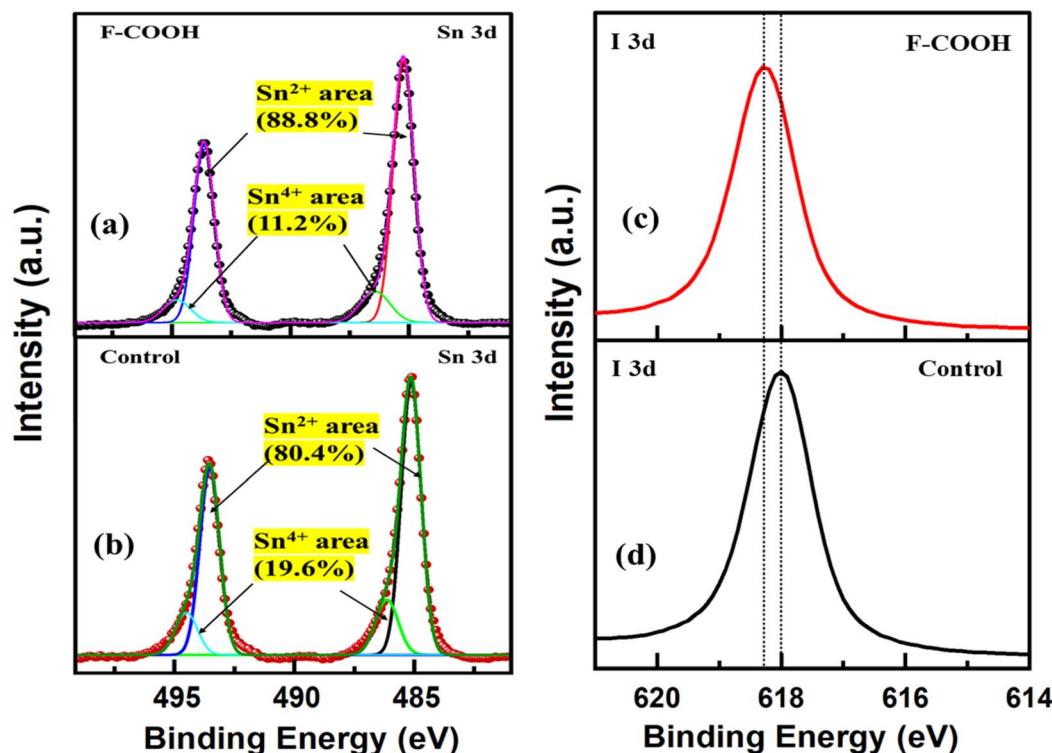 F-COOH
Sn 3d
Sn²⁺ area
(88.8%)
Sn⁴⁺ area
(11.2%)
(a)
Control
Sn 3d
Sn²⁺ area
(80.4%)
Sn⁴⁺ area
(19.6%)
(b)
Intensity (a.u.)
495
490
485
Binding Energy (eV)
I 3d
F-COOH
(c)
I 3d
Control
(d)
Intensity (a.u.)
620
618
616
614
Binding Energy (eV)